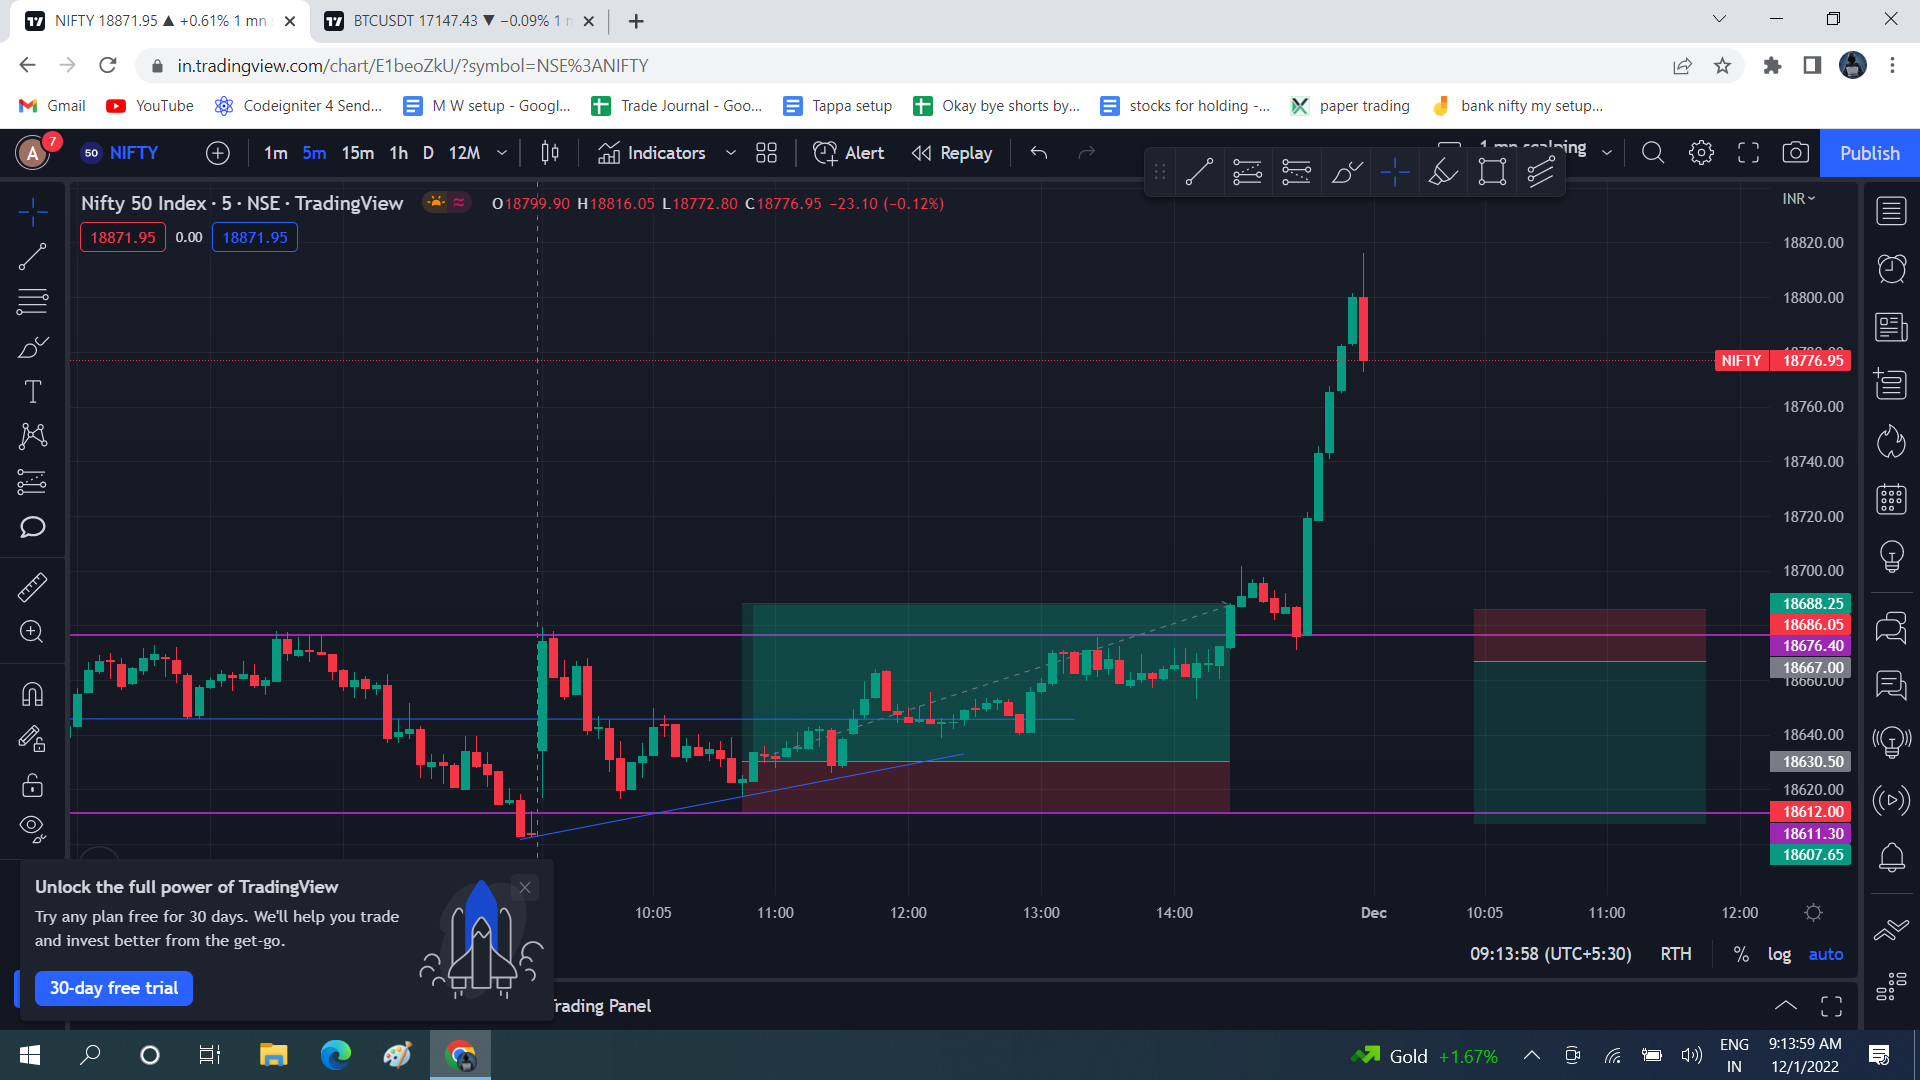 NIFTY 18871.95 ▲ +0.61% 1 mn
BTCUSDT 17147.43 ▼ −0.09% 1
in.tradingview.com/chart/E1beoZkU/?symbol=NSE%3ANIFTY
Gmail YouTube Codeigniter 4 Send... M W setup - Googl... Trade Journal - Goo... Tappa setup Okay bye shorts by... stocks for holding -... paper trading bank nifty my setup...
A 7 50 NIFTY 1m 5m 15m 1h D 12M Indicators Alert Replay 1 mn scalping Publish
Nifty 50 Index · 5 · NSE · TradingView O18799.90 H18816.05 L18772.80 C18776.95 −23.10 (−0.12%)
INR
18871.95 0.00 18871.95
18820.00
18800.00
NIFTY 18776.95
18760.00
18740.00
18720.00
18700.00
18688.25
18686.05
18676.40
18667.00
18660.00
18640.00
18630.50
18620.00
18612.00
18611.30
18607.65
10:05 11:00 12:00 13:00 14:00 Dec 10:05 11:00 12:00
Unlock the full power of TradingView
Try any plan free for 30 days. We'll help you trade
and invest better from the get-go.
30-day free trial
09:13:58 (UTC+5:30) RTH % log auto
Trading Panel
Gold +1.67%
ENG
IN
9:13:59 AM
12/1/2022